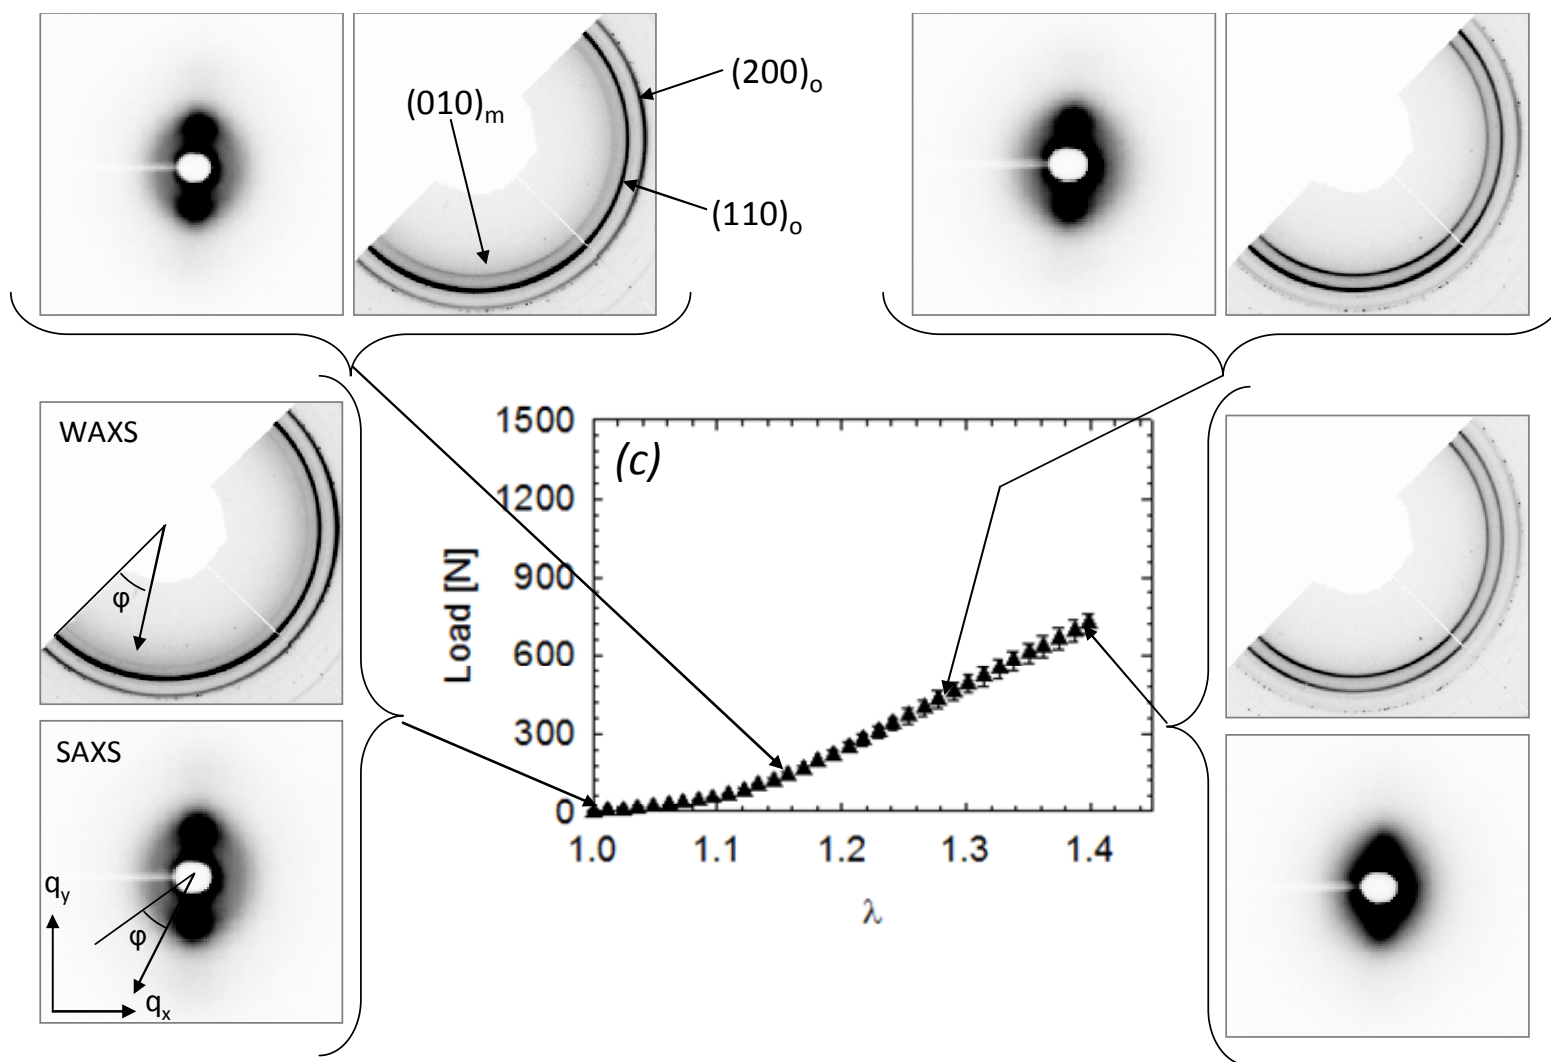 (200)o
(010)m
(110)o
WAXS
φ
SAXS
qy
φ
qx
(c)
Load [N]
1500
1200
900
600
300
0
1.0 1.1 1.2 1.3 1.4
λ